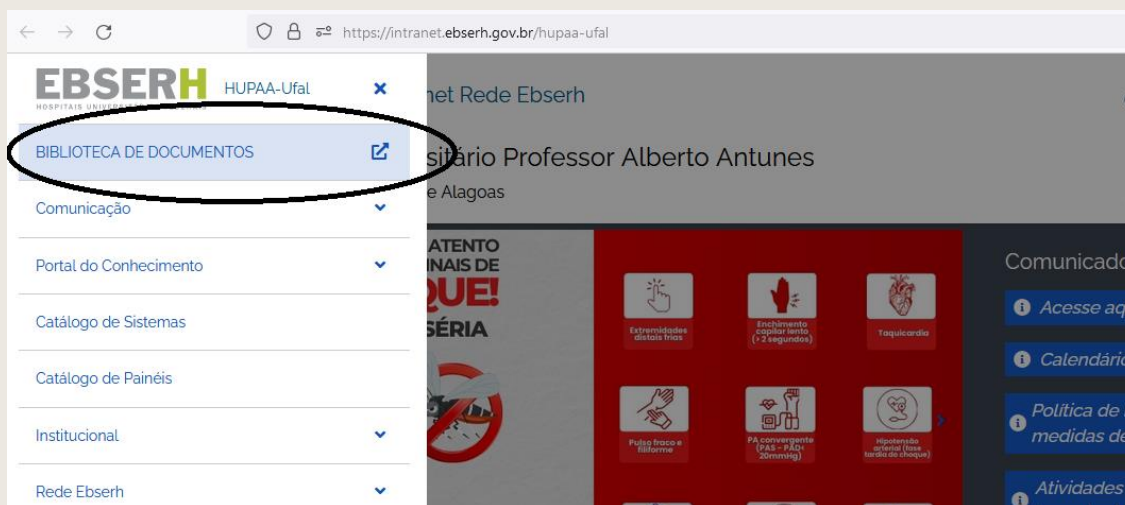 https://intranet.ebserh.gov.br/hupaa-ufal
EBSERH
HOSPITAIS
HUPAA-Ufal
net Rede Ebserh
BIBLIOTECA DE DOCUMENTOS
sitário Professor Alberto Antunes
e Alagoas
Comunicação
Portal do Conhecimento
Catálogo de Sistemas
Catálogo de Painéis
Institucional
Rede Ebserh
ATENTO
INAIS DE
QUE!
SÉRIA
Extremidades
distais frias
Enchimento
capilar lento
(>2 segundos)
Taquicardia
Pulso fraco e
filiforme
PA convergente
(PAS - PAD<
20mmHg)
Hipotensão
arterial (fase
tardia do choque)
Comunicado
Acesse aq
Calendário
Política de
medidas de
Atividades